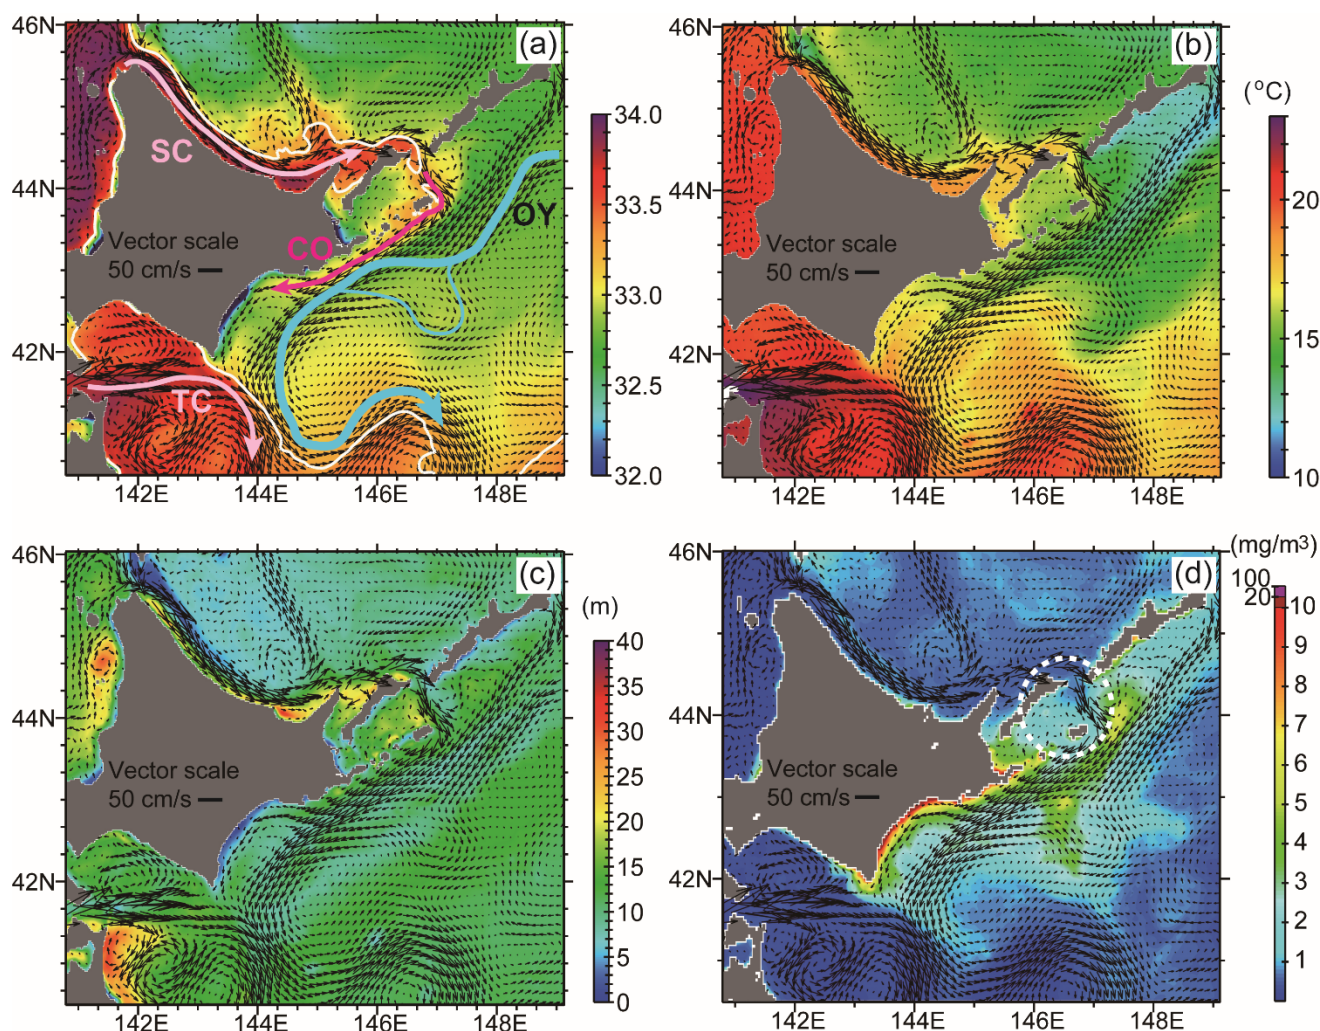 46N
44N
42N
(a)
SC
OY
CO
TC
Vector scale
50 cm/s
142E
144E
146E
148E
34.0
33.5
33.0
32.5
32.0
46N
44N
42N
(b)
Vector scale
50 cm/s
142E
144E
146E
148E
(°C)
20
15
10
46N
44N
42N
(c)
Vector scale
50 cm/s
142E
144E
146E
148E
(m)
40
35
30
25
20
15
10
5
0
46N
44N
42N
(d)
Vector scale
50 cm/s
142E
144E
146E
148E
(mg/m³)
100
20
10
9
8
7
6
5
4
3
2
1